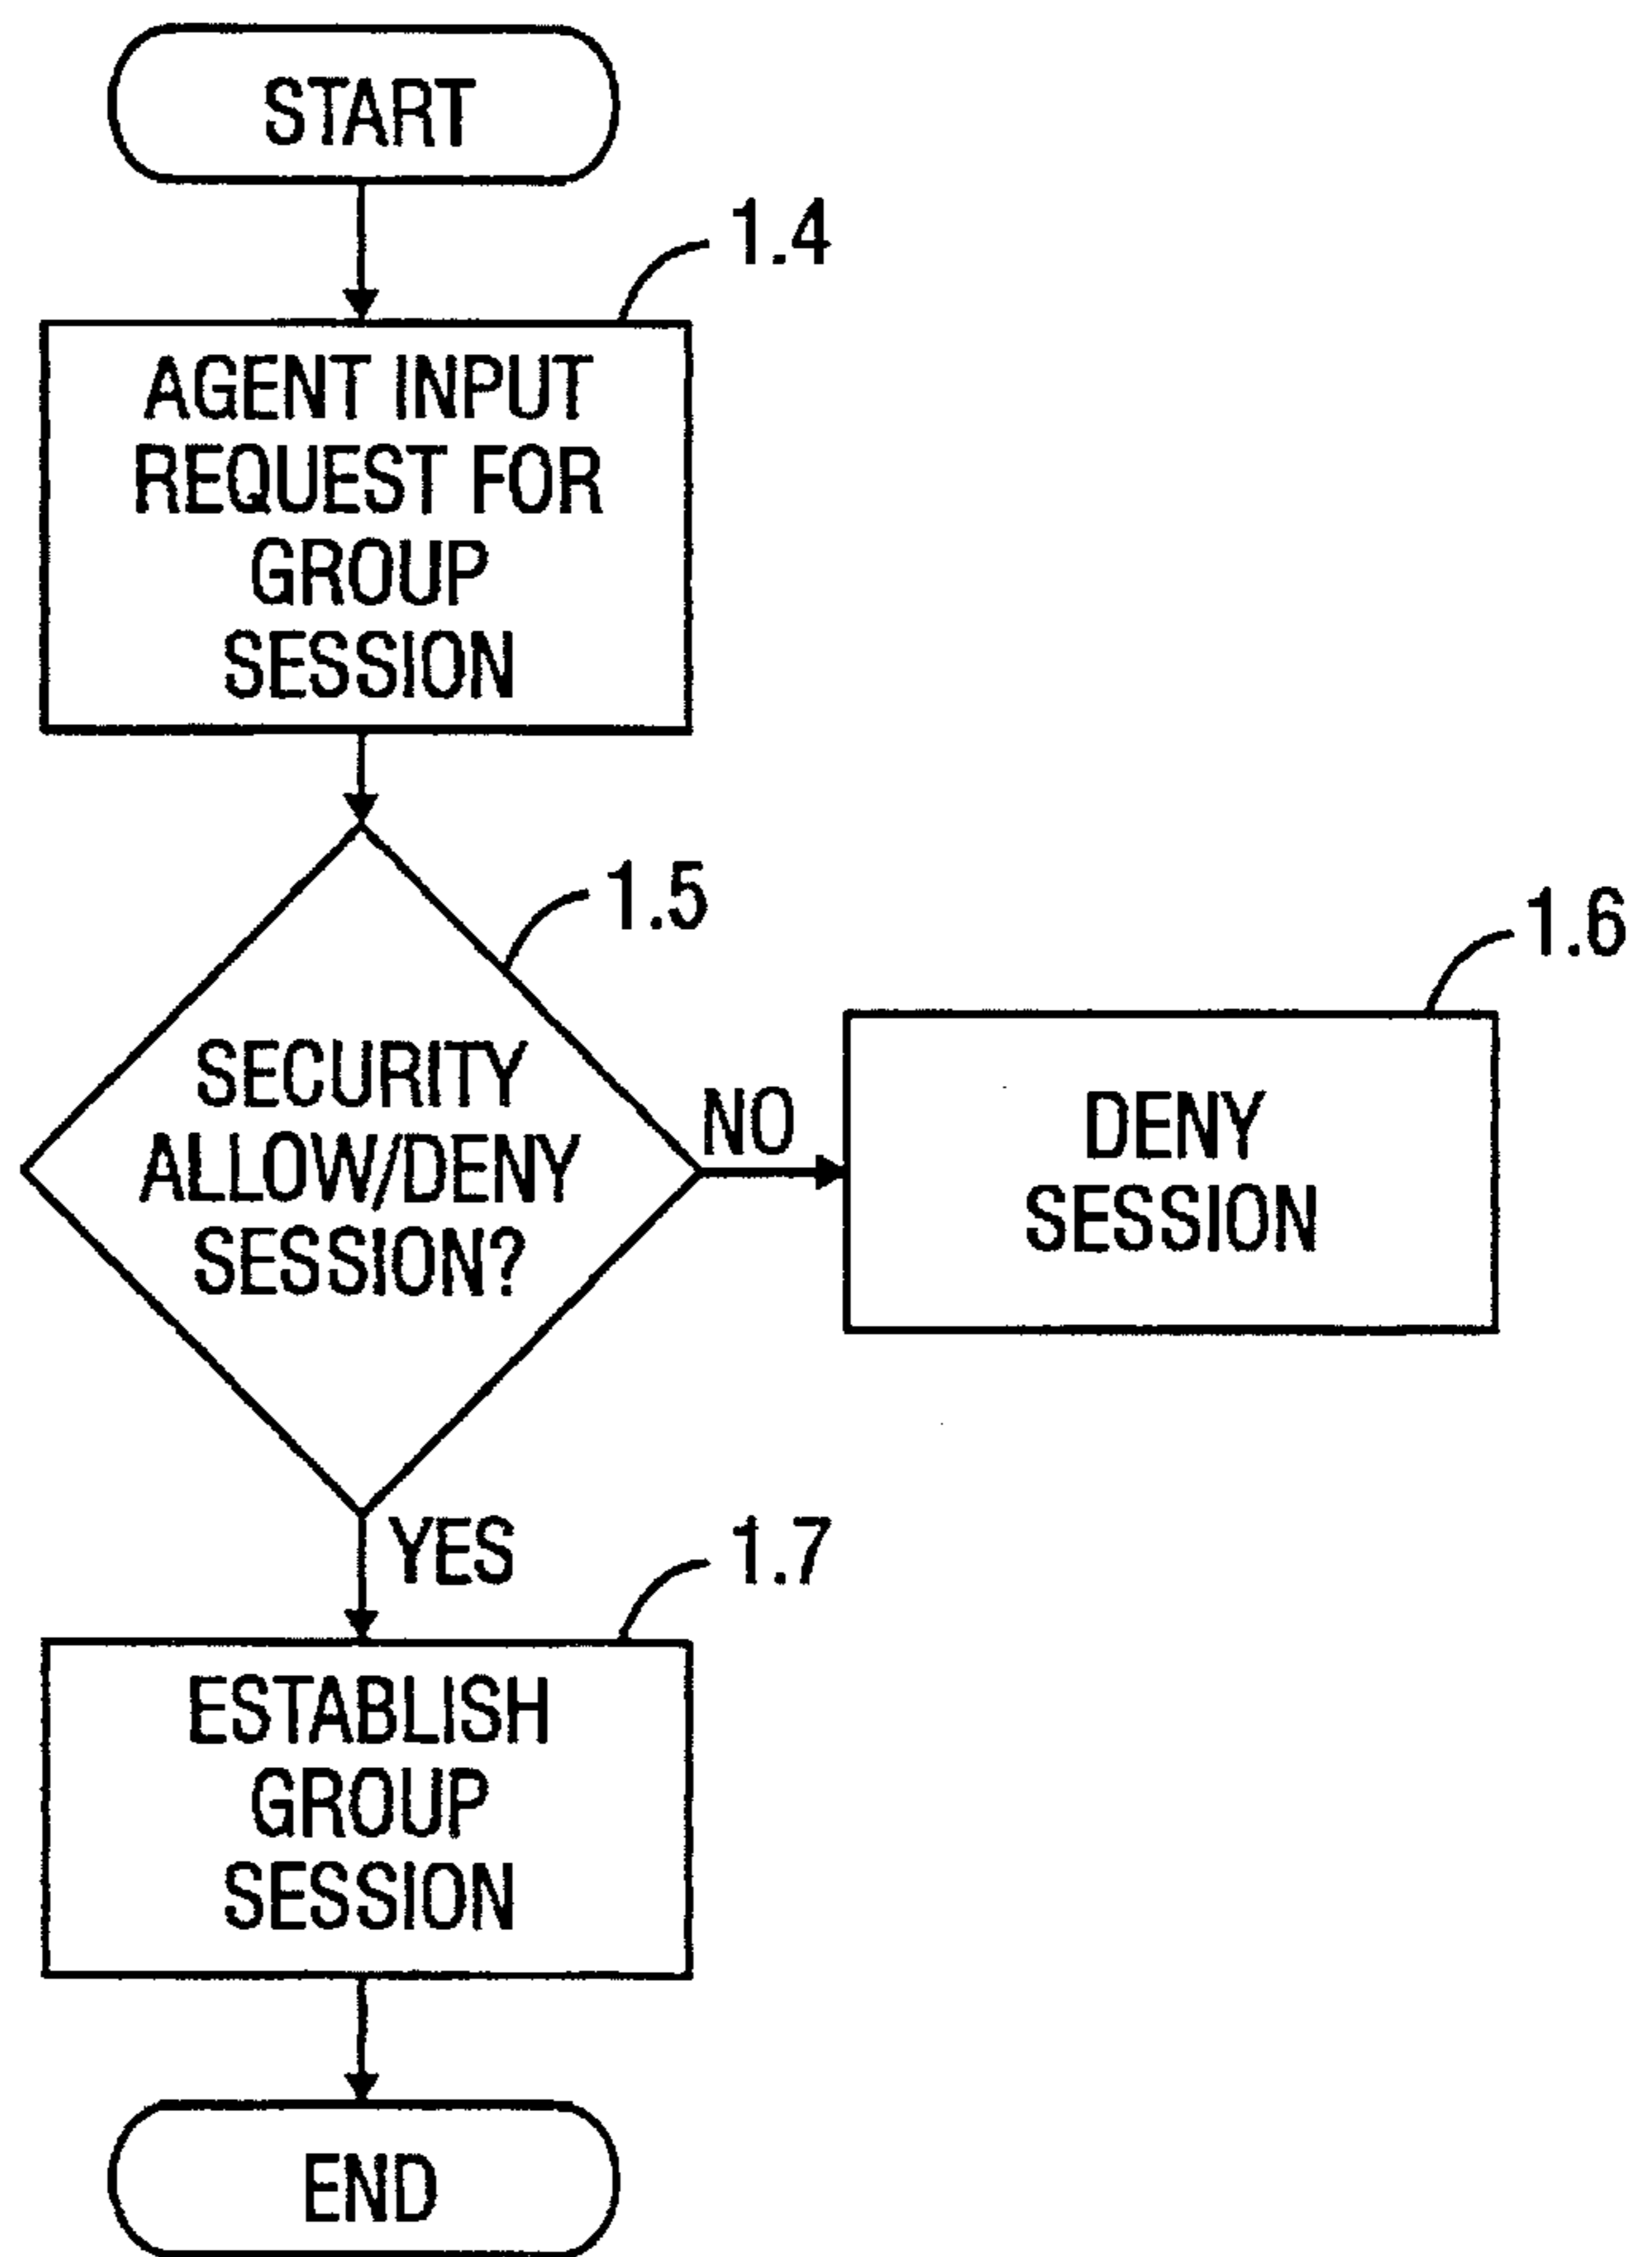 START
1.4
AGENT INPUT
REQUEST FOR
GROUP
SESSION
1.5
SECURITY
ALLOW/DENY
SESSION?
NO
1.6
DENY
SESSION
YES
1.7
ESTABLISH
GROUP
SESSION
END